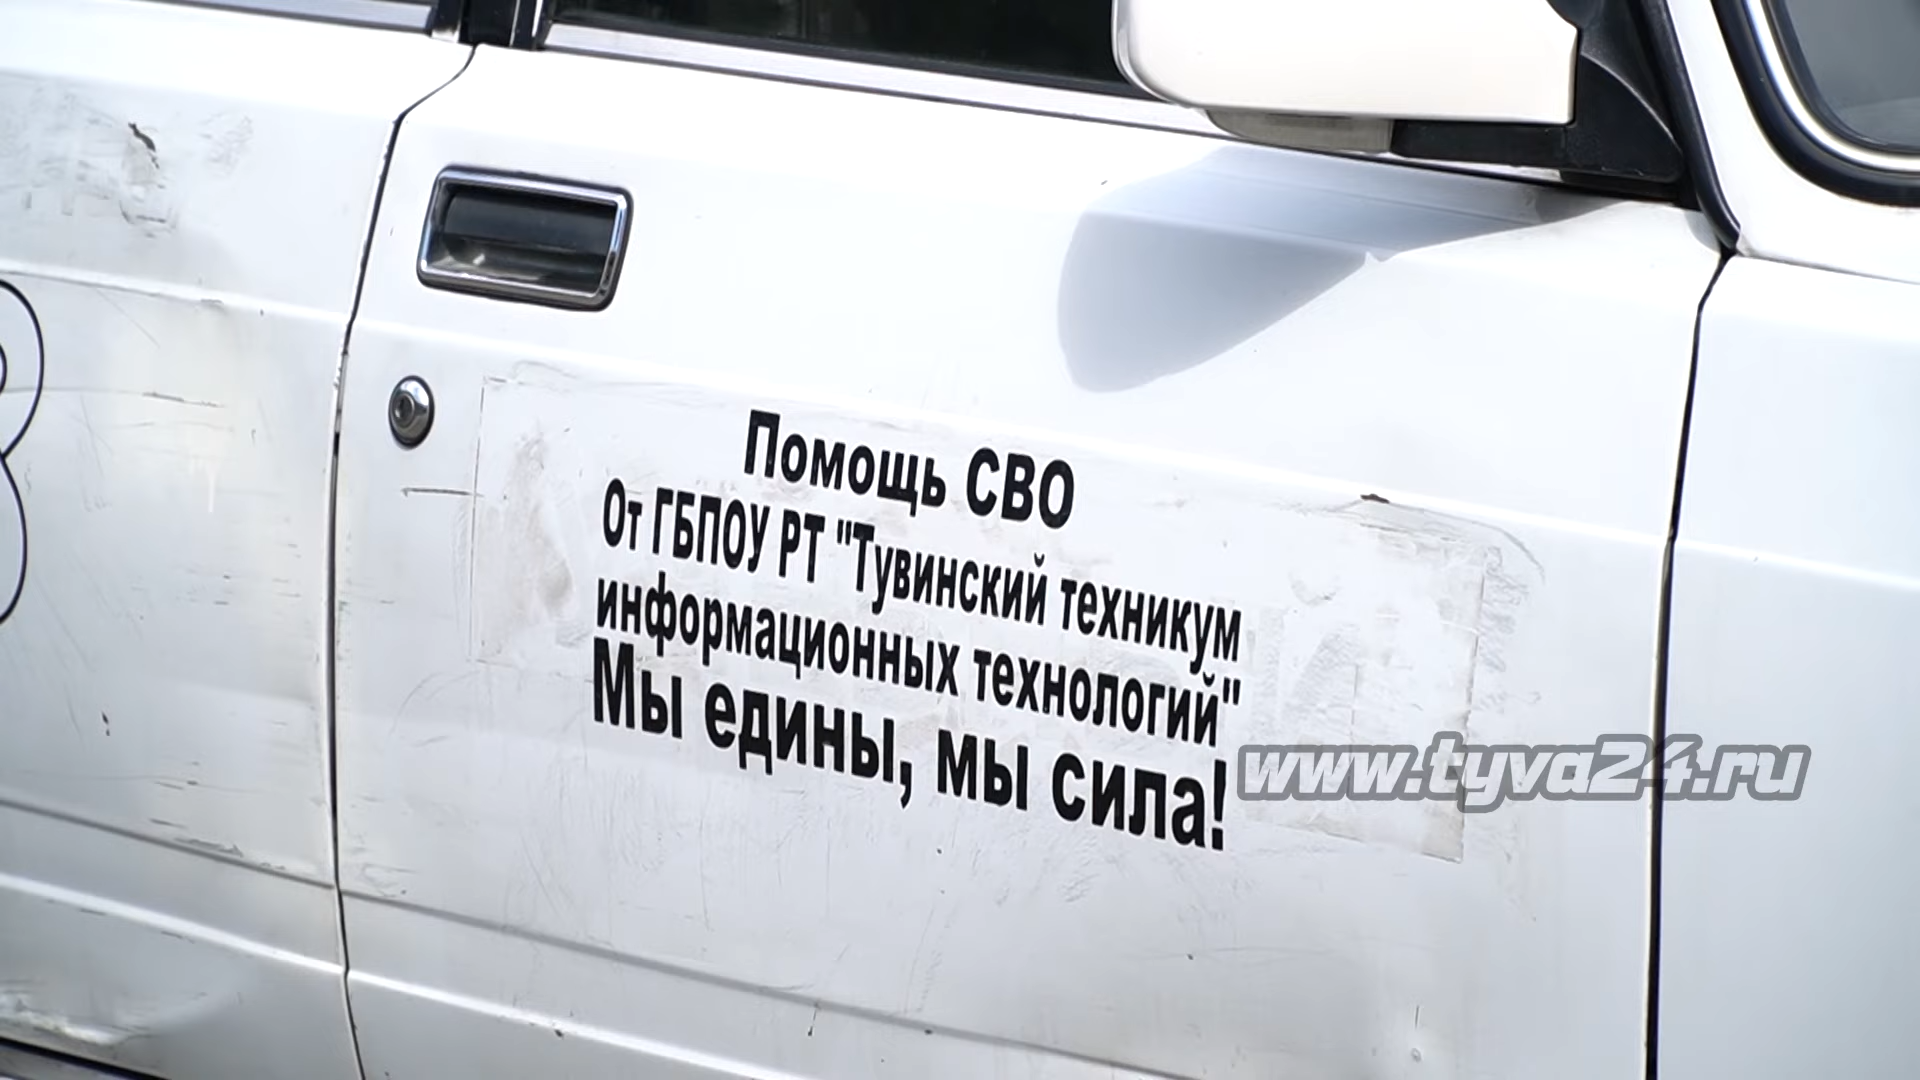 Помощь СВО
От ГБПОУ РТ "Тувинский техникум
информационных технологий"
Мы едины, мы сила!
www.tyva24.ru